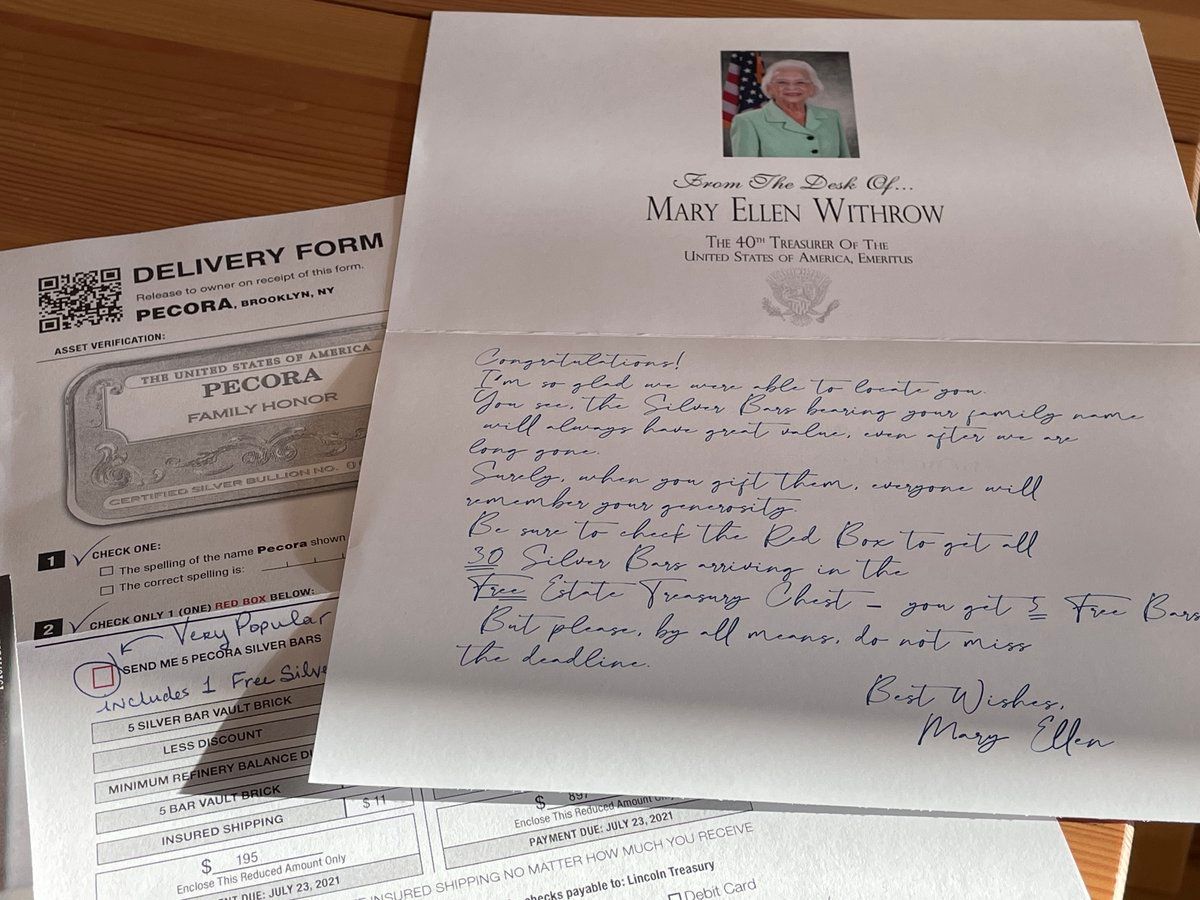 From The Desk Of...
MARY ELLEN WITHROW
THE 40TH TREASURER OF THE
UNITED STATES OF AMERICA, EMERITUS
Congratulations!
I'm so glad we were able to locate you.
You see, the Silver Bars bearing your family name
will always have great value, even after we are
long gone.
Surely, when you gift them, everyone will
remember your generosity.
Be sure to check the Red Box to get all
30 Silver Bars arriving in the
Free Estate Treasury Chest - you get 5 Free Bars
But please, by all means, do not miss
the deadline.
Best Wishes,
Mary Ellen
DELIVERY FORM
Release to owner on receipt of this form.
PECORA, BROOKLYN, NY
ASSET VERIFICATION:
THE UNITED STATES OF AMERICA
PECORA
FAMILY HONOR
CERTIFIED SILVER BULLION NO.
1 CHECK ONE:
The spelling of the name Pecora shown
The correct spelling is:
2 CHECK ONLY 1 (ONE) RED BOX BELOW:
Very Popular
SEND ME 5 PECORA SILVER BARS
includes 1 Free Silver
5 SILVER BAR VAULT BRICK
LESS DISCOUNT
MINIMUM REFINERY BALANCE
5 BAR VAULT BRICK
INSURED SHIPPING $ 11
$ 195
Enclose This Reduced Amount Only
PAYMENT DUE: JULY 23, 2021
$ 897
Enclose This Reduced Amount Only
PAYMENT DUE: JULY 23, 2021
INSURED SHIPPING NO MATTER HOW MUCH YOU RECEIVE
checks payable to: Lincoln Treasury
Debit Card